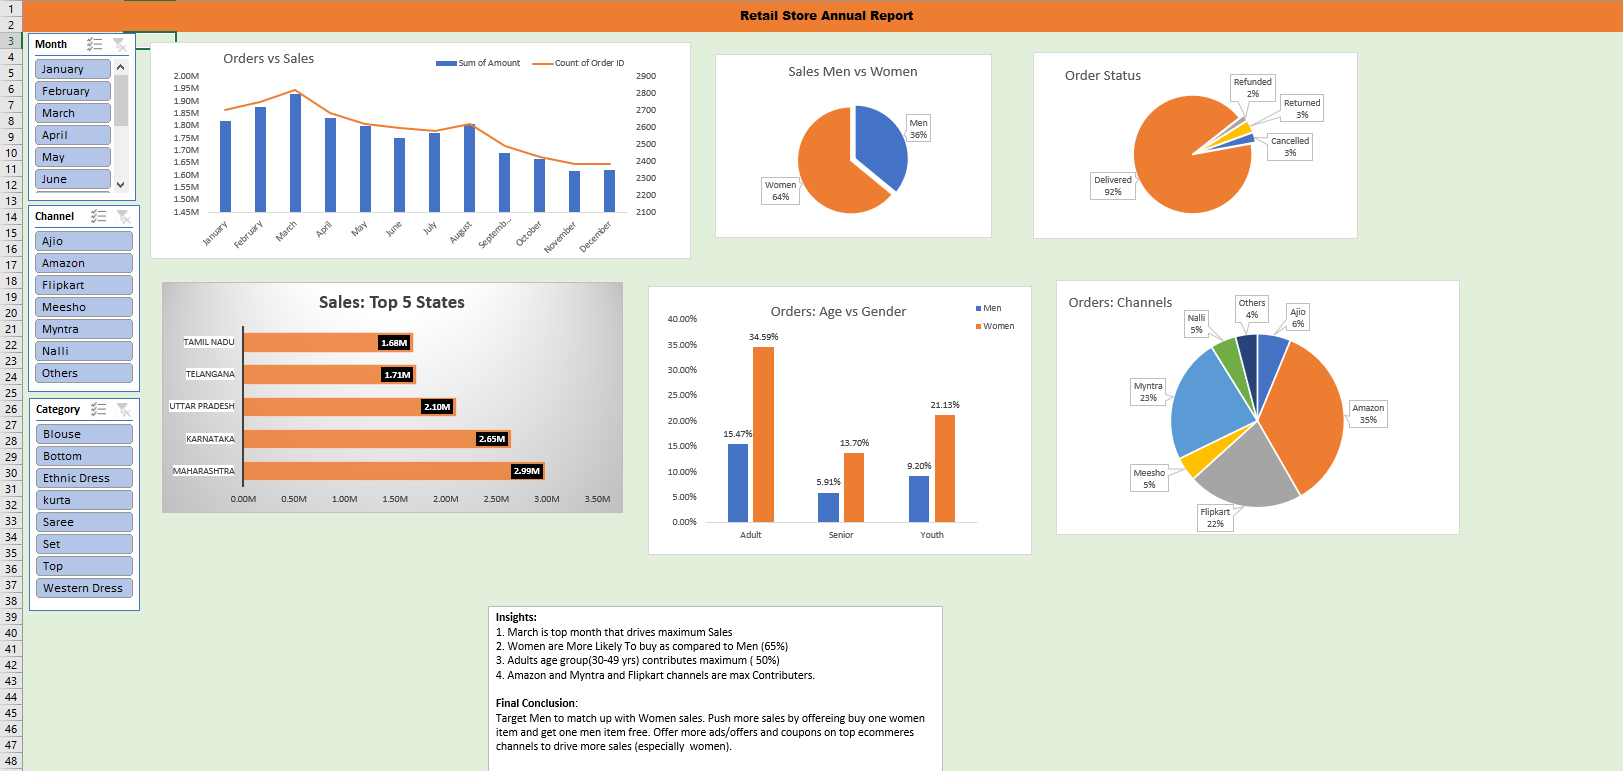 Retail Store Annual Report
1
2
3
4
5
6
7
8
9
10
11
12
13
14
15
16
17
18
19
20
21
22
23
24
25
26
27
28
29
30
31
32
33
34
35
36
37
38
39
40
41
42
43
44
45
46
47
48
Month
January
February
March
April
May
June
Channel
Ajio
Amazon
Flipkart
Meesho
Myntra
Nalli
Others
Category
Blouse
Bottom
Ethnic Dress
kurta
Saree
Set
Top
Western Dress
Orders vs Sales
Sum of Amount
Count of Order ID
2.00M
1.95M
1.90M
1.85M
1.80M
1.75M
1.70M
1.65M
1.60M
1.55M
1.50M
1.45M
2900
2800
2700
2600
2500
2400
2300
2200
2100
January
February
March
April
May
June
July
August
Septemb...
October
November
December
Sales Men vs Women
Men
36%
Women
64%
Order Status
Refunded
2%
Returned
3%
Cancelled
3%
Delivered
92%
Sales: Top 5 States
TAMIL NADU
1.68M
TELANGANA
1.71M
UTTAR PRADESH
2.10M
KARNATAKA
2.65M
MAHARASHTRA
2.99M
0.00M 0.50M 1.00M 1.50M 2.00M 2.50M 3.00M 3.50M
Orders: Age vs Gender
Men
Women
40.00%
35.00%
30.00%
25.00%
20.00%
15.00%
10.00%
5.00%
0.00%
15.47%
34.59%
5.91%
13.70%
9.20%
21.13%
Adult
Senior
Youth
Orders: Channels
Others
4%
Ajio
6%
Nalli
5%
Myntra
23%
Amazon
35%
Meesho
5%
Flipkart
22%
Insights:
1. March is top month that drives maximum Sales
2. Women are More Likely To buy as compared to Men (65%)
3. Adults age group(30-49 yrs) contributes maximum ( 50%)
4. Amazon and Myntra and Flipkart channels are max Contributers.
Final Conclusion:
Target Men to match up with Women sales. Push more sales by offereing buy one women
item and get one men item free. Offer more ads/offers and coupons on top ecommeres
channels to drive more sales (especially  women).